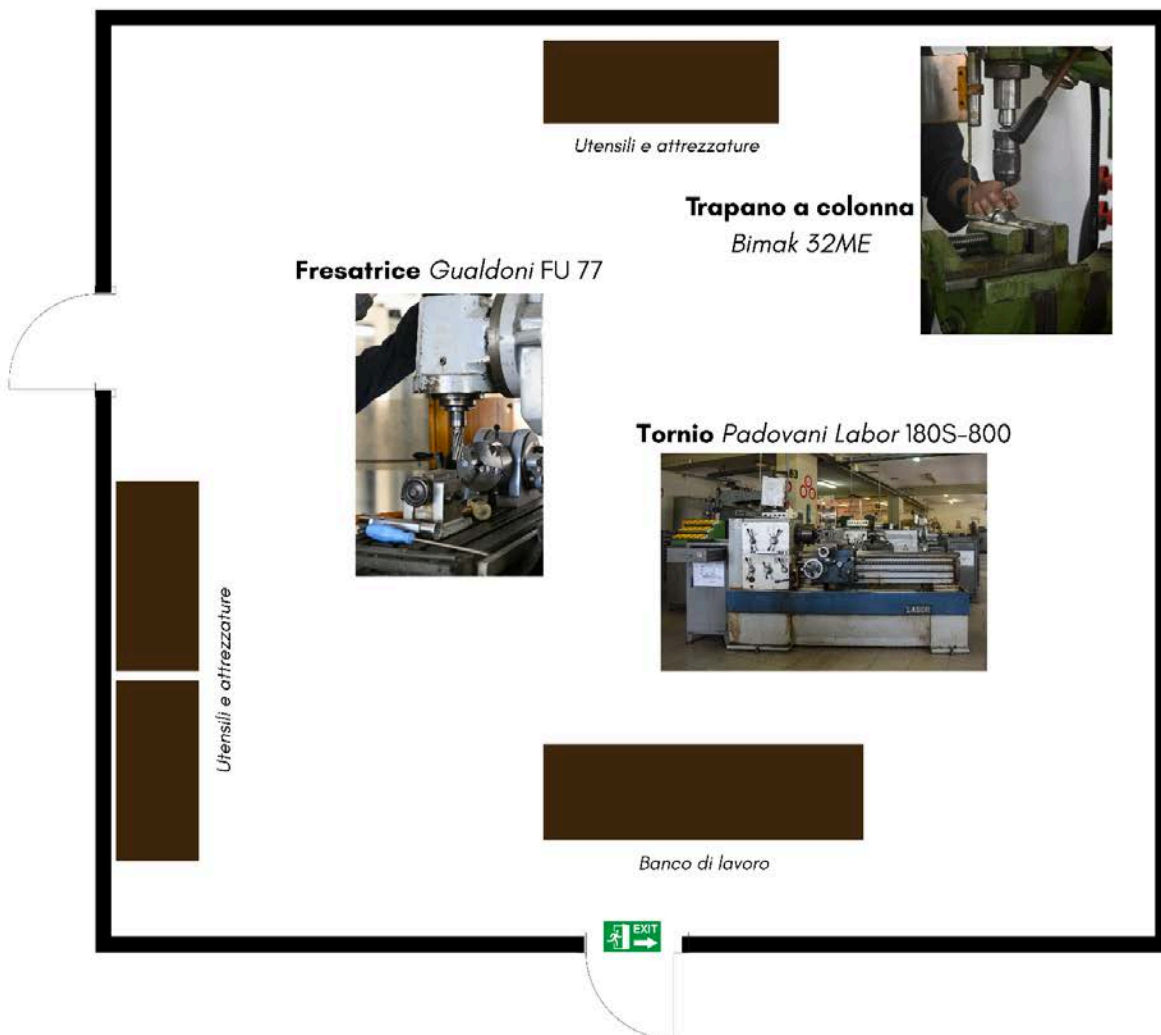 Utensili e attrezzature
Trapano a colonna
Bimak 32ME
Fresatrice Gualdoni FU 77
Tornio Padovani Labor 180S-800
LABOR
Utensili e attrezzature
Banco di lavoro
EXIT